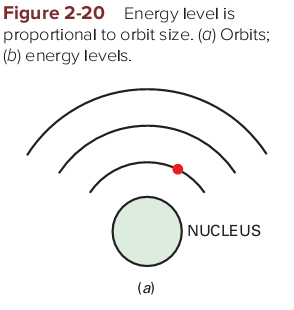 Figure 2-20 Energy level is
proportional to orbit size. (a) Orbits;
(b) energy levels.
NUCLEUS
(a)